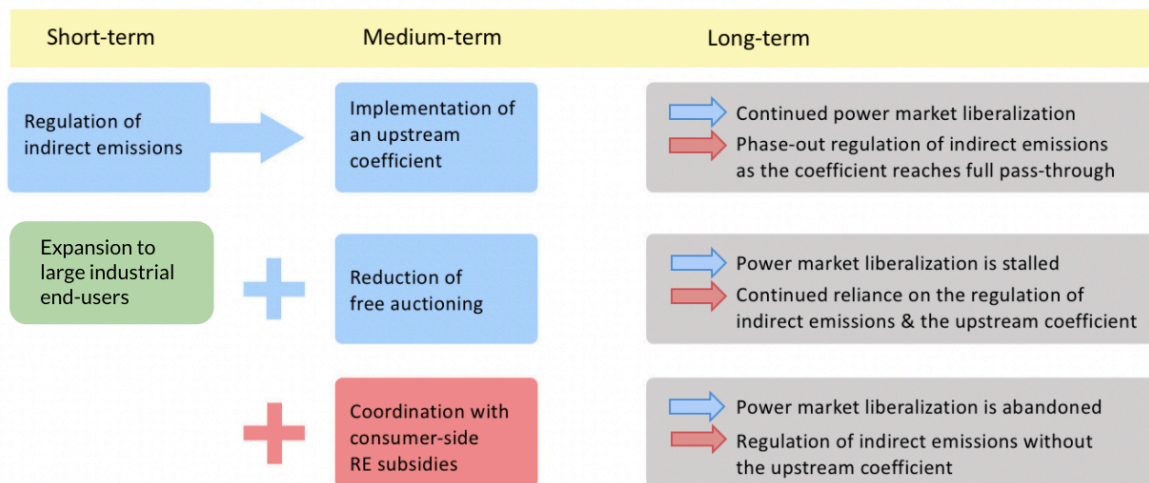 Short-term
Medium-term
Long-term
Regulation of
indirect emissions
Implementation of
an upstream
coefficient
Continued power market liberalization
Phase-out regulation of indirect emissions
as the coefficient reaches full pass-through
Expansion to
large industrial
end-users
Reduction of
free auctioning
Power market liberalization is stalled
Continued reliance on the regulation of
indirect emissions & the upstream coefficient
Coordination with
consumer-side
RE subsidies
Power market liberalization is abandoned
Regulation of indirect emissions without
the upstream coefficient